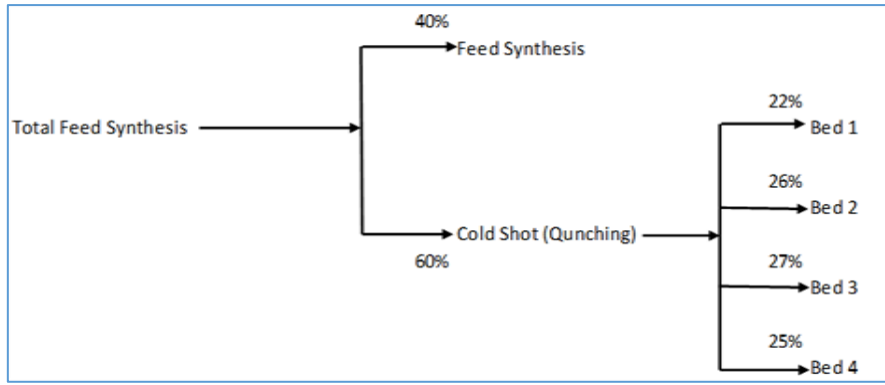 40%
Feed Synthesis
Total Feed Synthesis
60%
Cold Shot (Qunching)
22%
Bed 1
26%
Bed 2
27%
Bed 3
25%
Bed 4